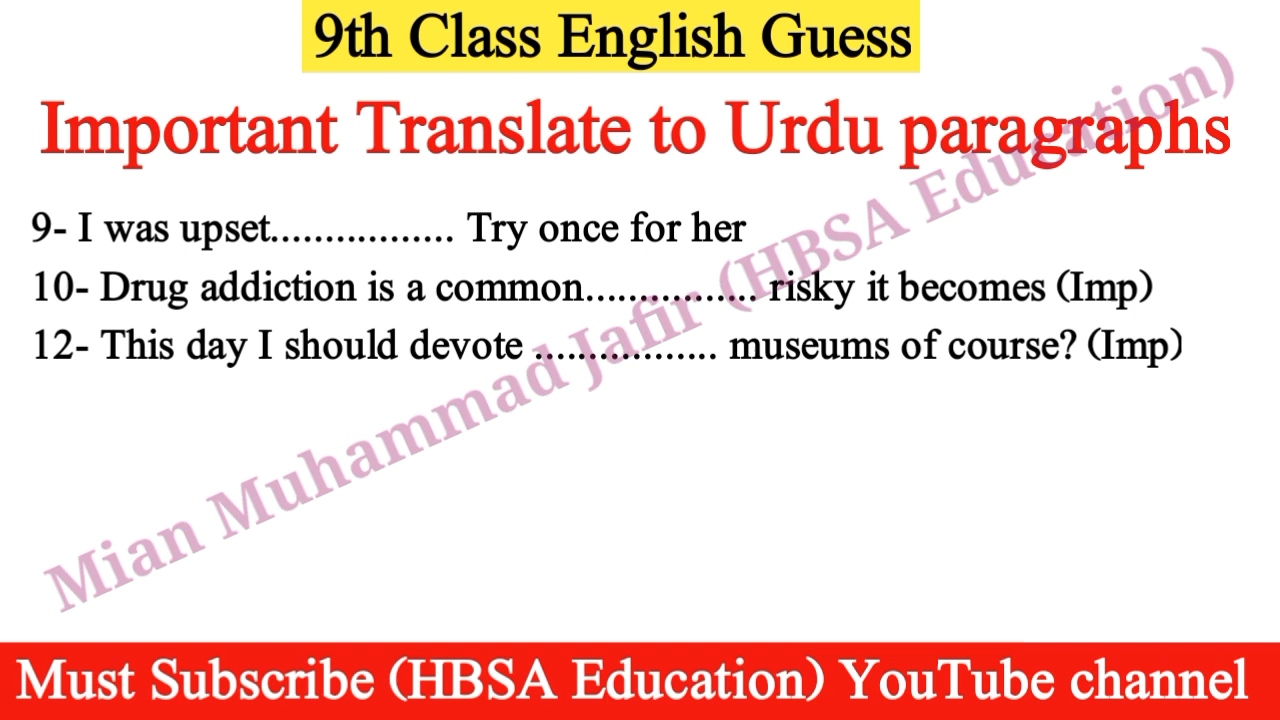 9th Class English Guess
Important Translate to Urdu paragraphs
9- I was upset................. Try once for her
10- Drug addiction is a common................ risky it becomes (Imp)
12- This day I should devote ................. museums of course? (Imp)
Mian Muhammad Jafir (HBSA Education)
Must Subscribe (HBSA Education) YouTube channel